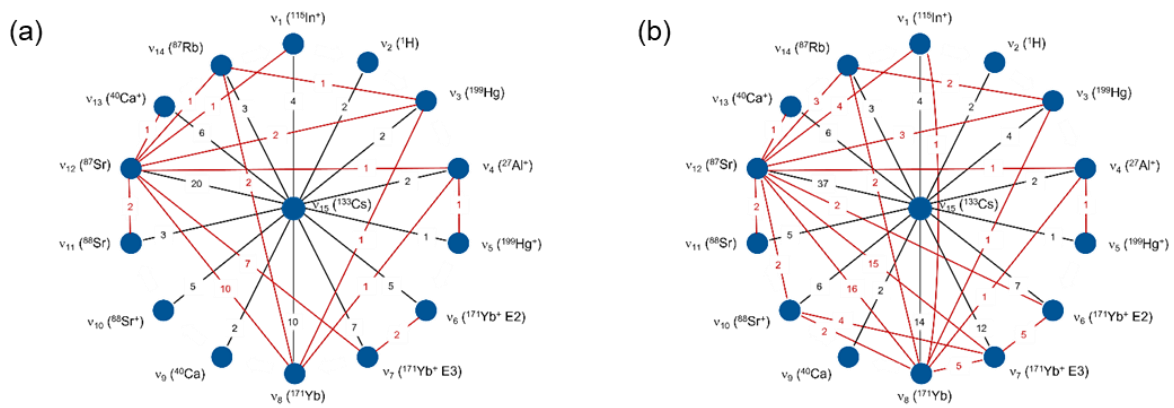 (a)
ν₁ (¹¹⁵In⁺)
ν₁₄ (⁸⁷Rb)
ν₂ (¹H)
1
ν₁₃ (⁴⁰Ca⁺)
1
1
3
4
2
ν₃ (¹⁹⁹Hg)
1
6
2
2
ν₁₂ (⁸⁷Sr)
1
ν₄ (²⁷Al⁺)
20
2
2
2
1
ν₁₅ (¹³³Cs)
3
1
ν₁₁ (⁸⁸Sr)
ν₅ (¹⁹⁹Hg⁺)
7
5
10
1
5
ν₁₀ (⁸⁸Sr⁺)
ν₆ (¹⁷¹Yb⁺ E2)
2
10
7
2
ν₉ (⁴⁰Ca)
ν₇ (¹⁷¹Yb⁺ E3)
ν₈ (¹⁷¹Yb)
(b)
ν₁ (¹¹⁵In⁺)
ν₁₄ (⁸⁷Rb)
ν₂ (¹H)
2
ν₁₃ (⁴⁰Ca⁺)
3
4
3
4
2
ν₃ (¹⁹⁹Hg)
6
3
1
4
ν₁₂ (⁸⁷Sr)
1
ν₄ (²⁷Al⁺)
37
2
2
2
2
1
ν₁₅ (¹³³Cs)
5
1
1
ν₁₁ (⁸⁸Sr)
ν₅ (¹⁹⁹Hg⁺)
15
2
6
16
1
7
ν₁₀ (⁸⁸Sr⁺)
ν₆ (¹⁷¹Yb⁺ E2)
4
2
2
14
12
5
ν₉ (⁴⁰Ca)
5
ν₇ (¹⁷¹Yb⁺ E3)
ν₈ (¹⁷¹Yb)